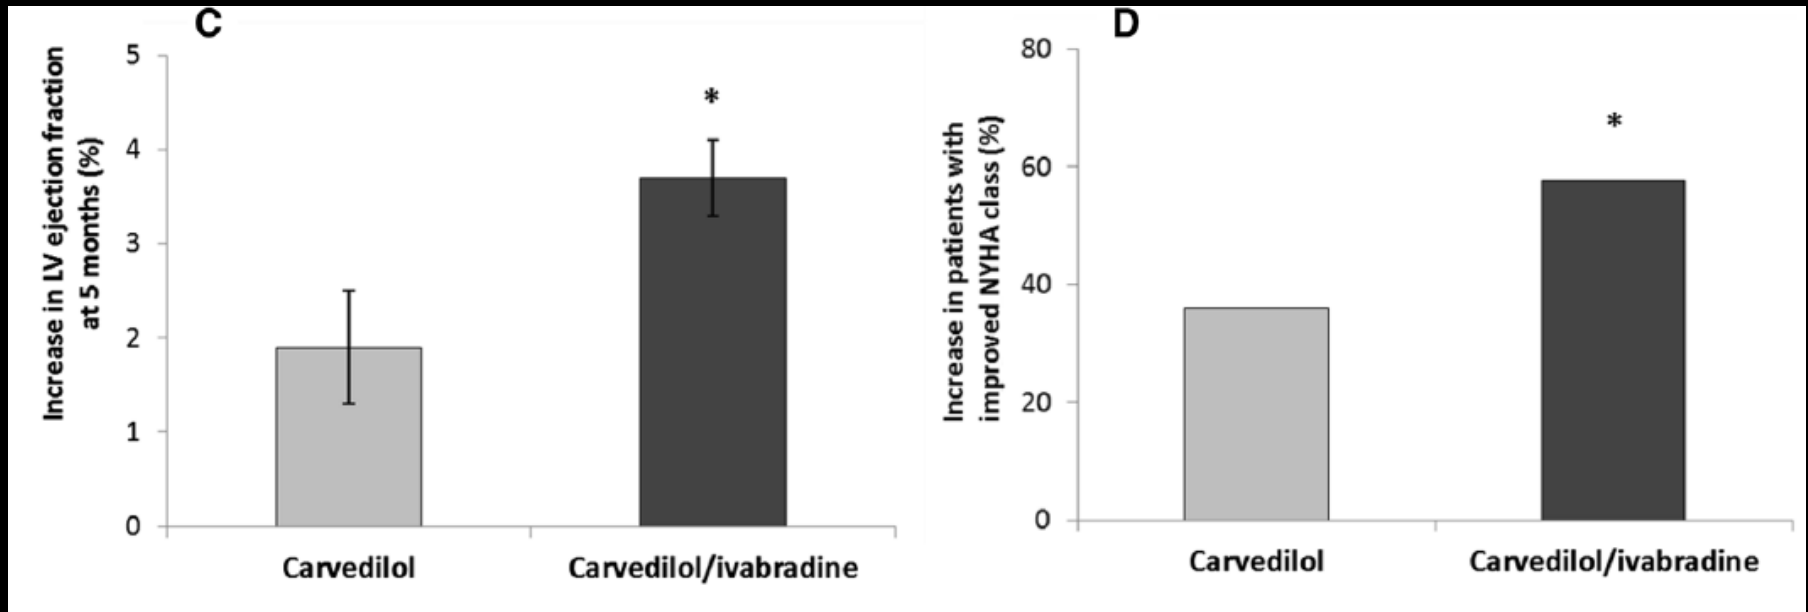 C
Increase in LV ejection fraction
at 5 months (%)
5
*
4
3
2
1
0
Carvedilol
Carvedilol/ivabradine
D
Increase in patients with
improved NYHA class (%)
80
*
60
40
20
0
Carvedilol
Carvedilol/ivabradine